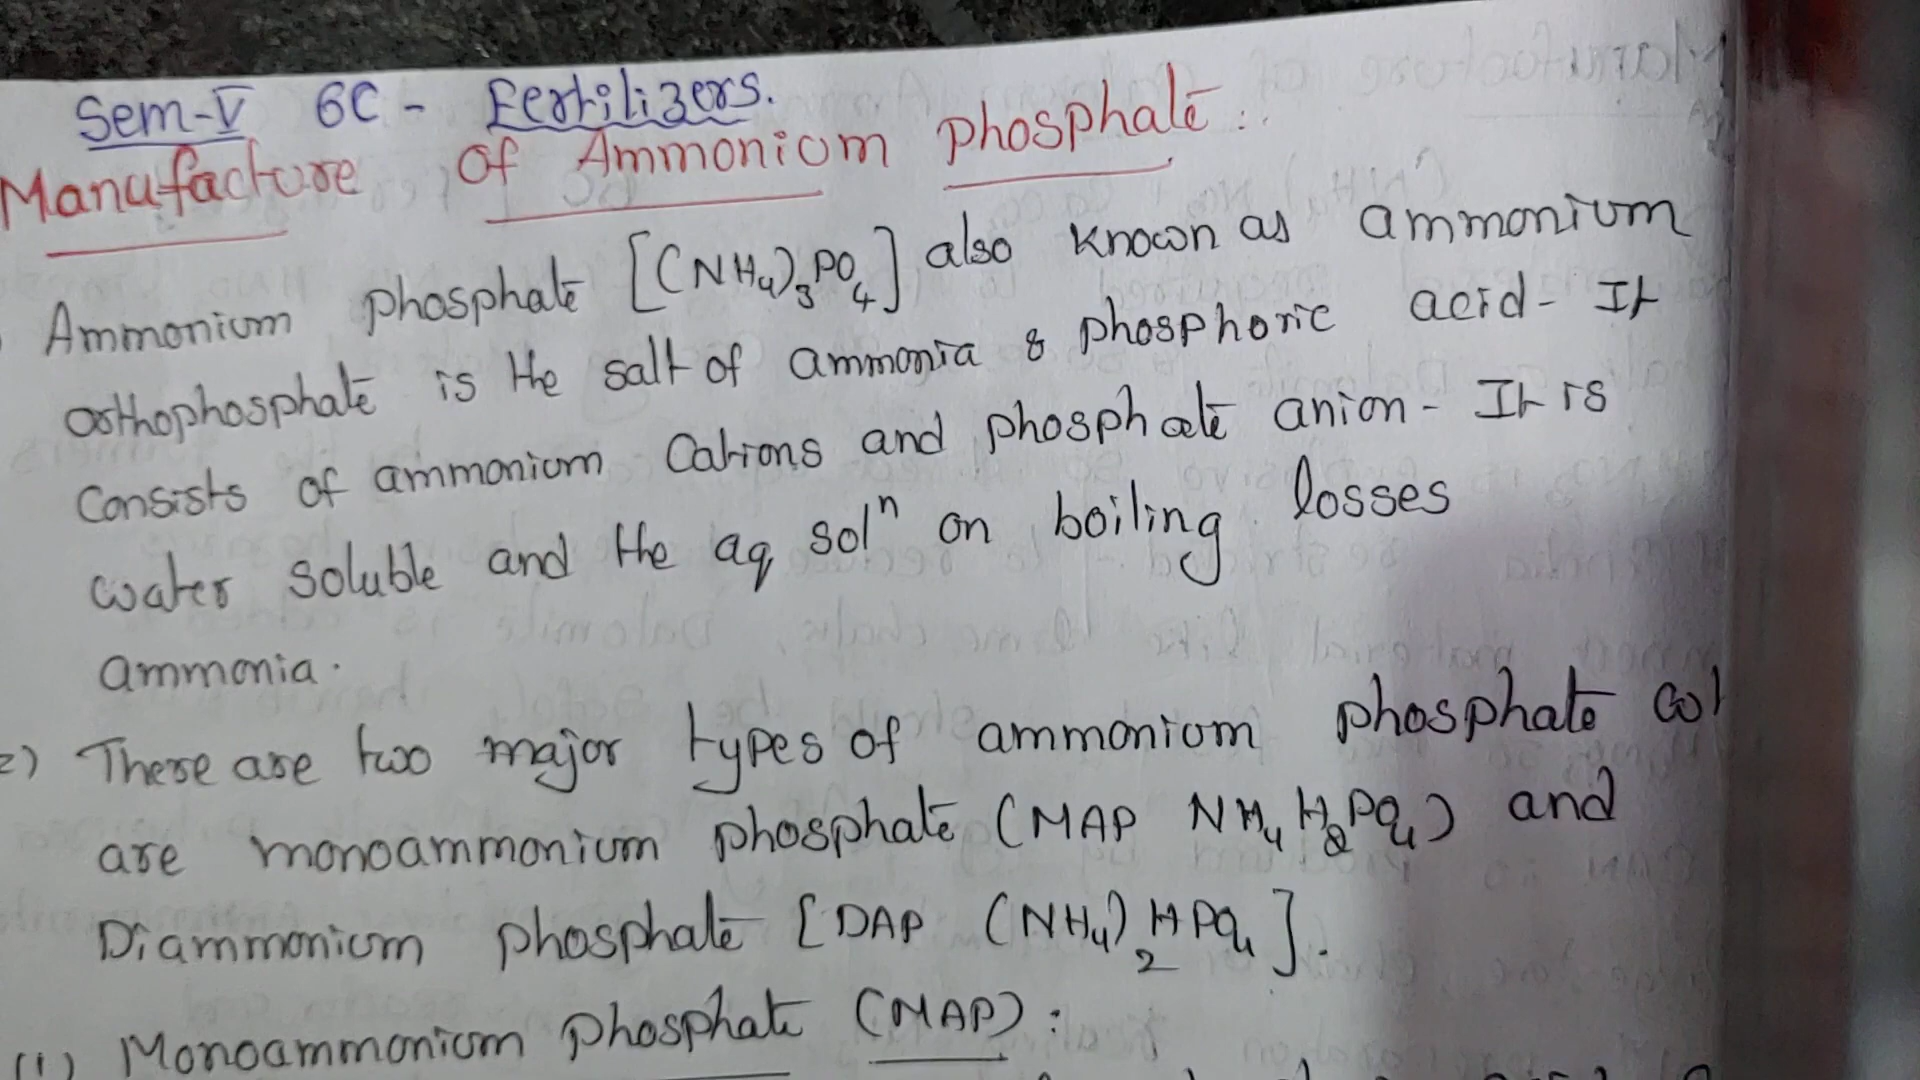 Sem-V 6C - Fertilizers.
Manufacture of Ammonium phosphate:
Ammonium phosphate [(NH4)3PO4] also known as ammonium
orthophosphate is the salt of ammonia & phosphoric acid- It
Consists of ammonium Cations and phosphate anion- It is
water soluble and the aq solⁿ on boiling losses
ammonia.
2) There are two major types of ammonium phosphate
are monoammonium phosphate (MAP NH4H2PO4) and
Diammonium phosphate [DAP (NH4)2HPO4].
(1) Monoammonium phosphate (MAP):